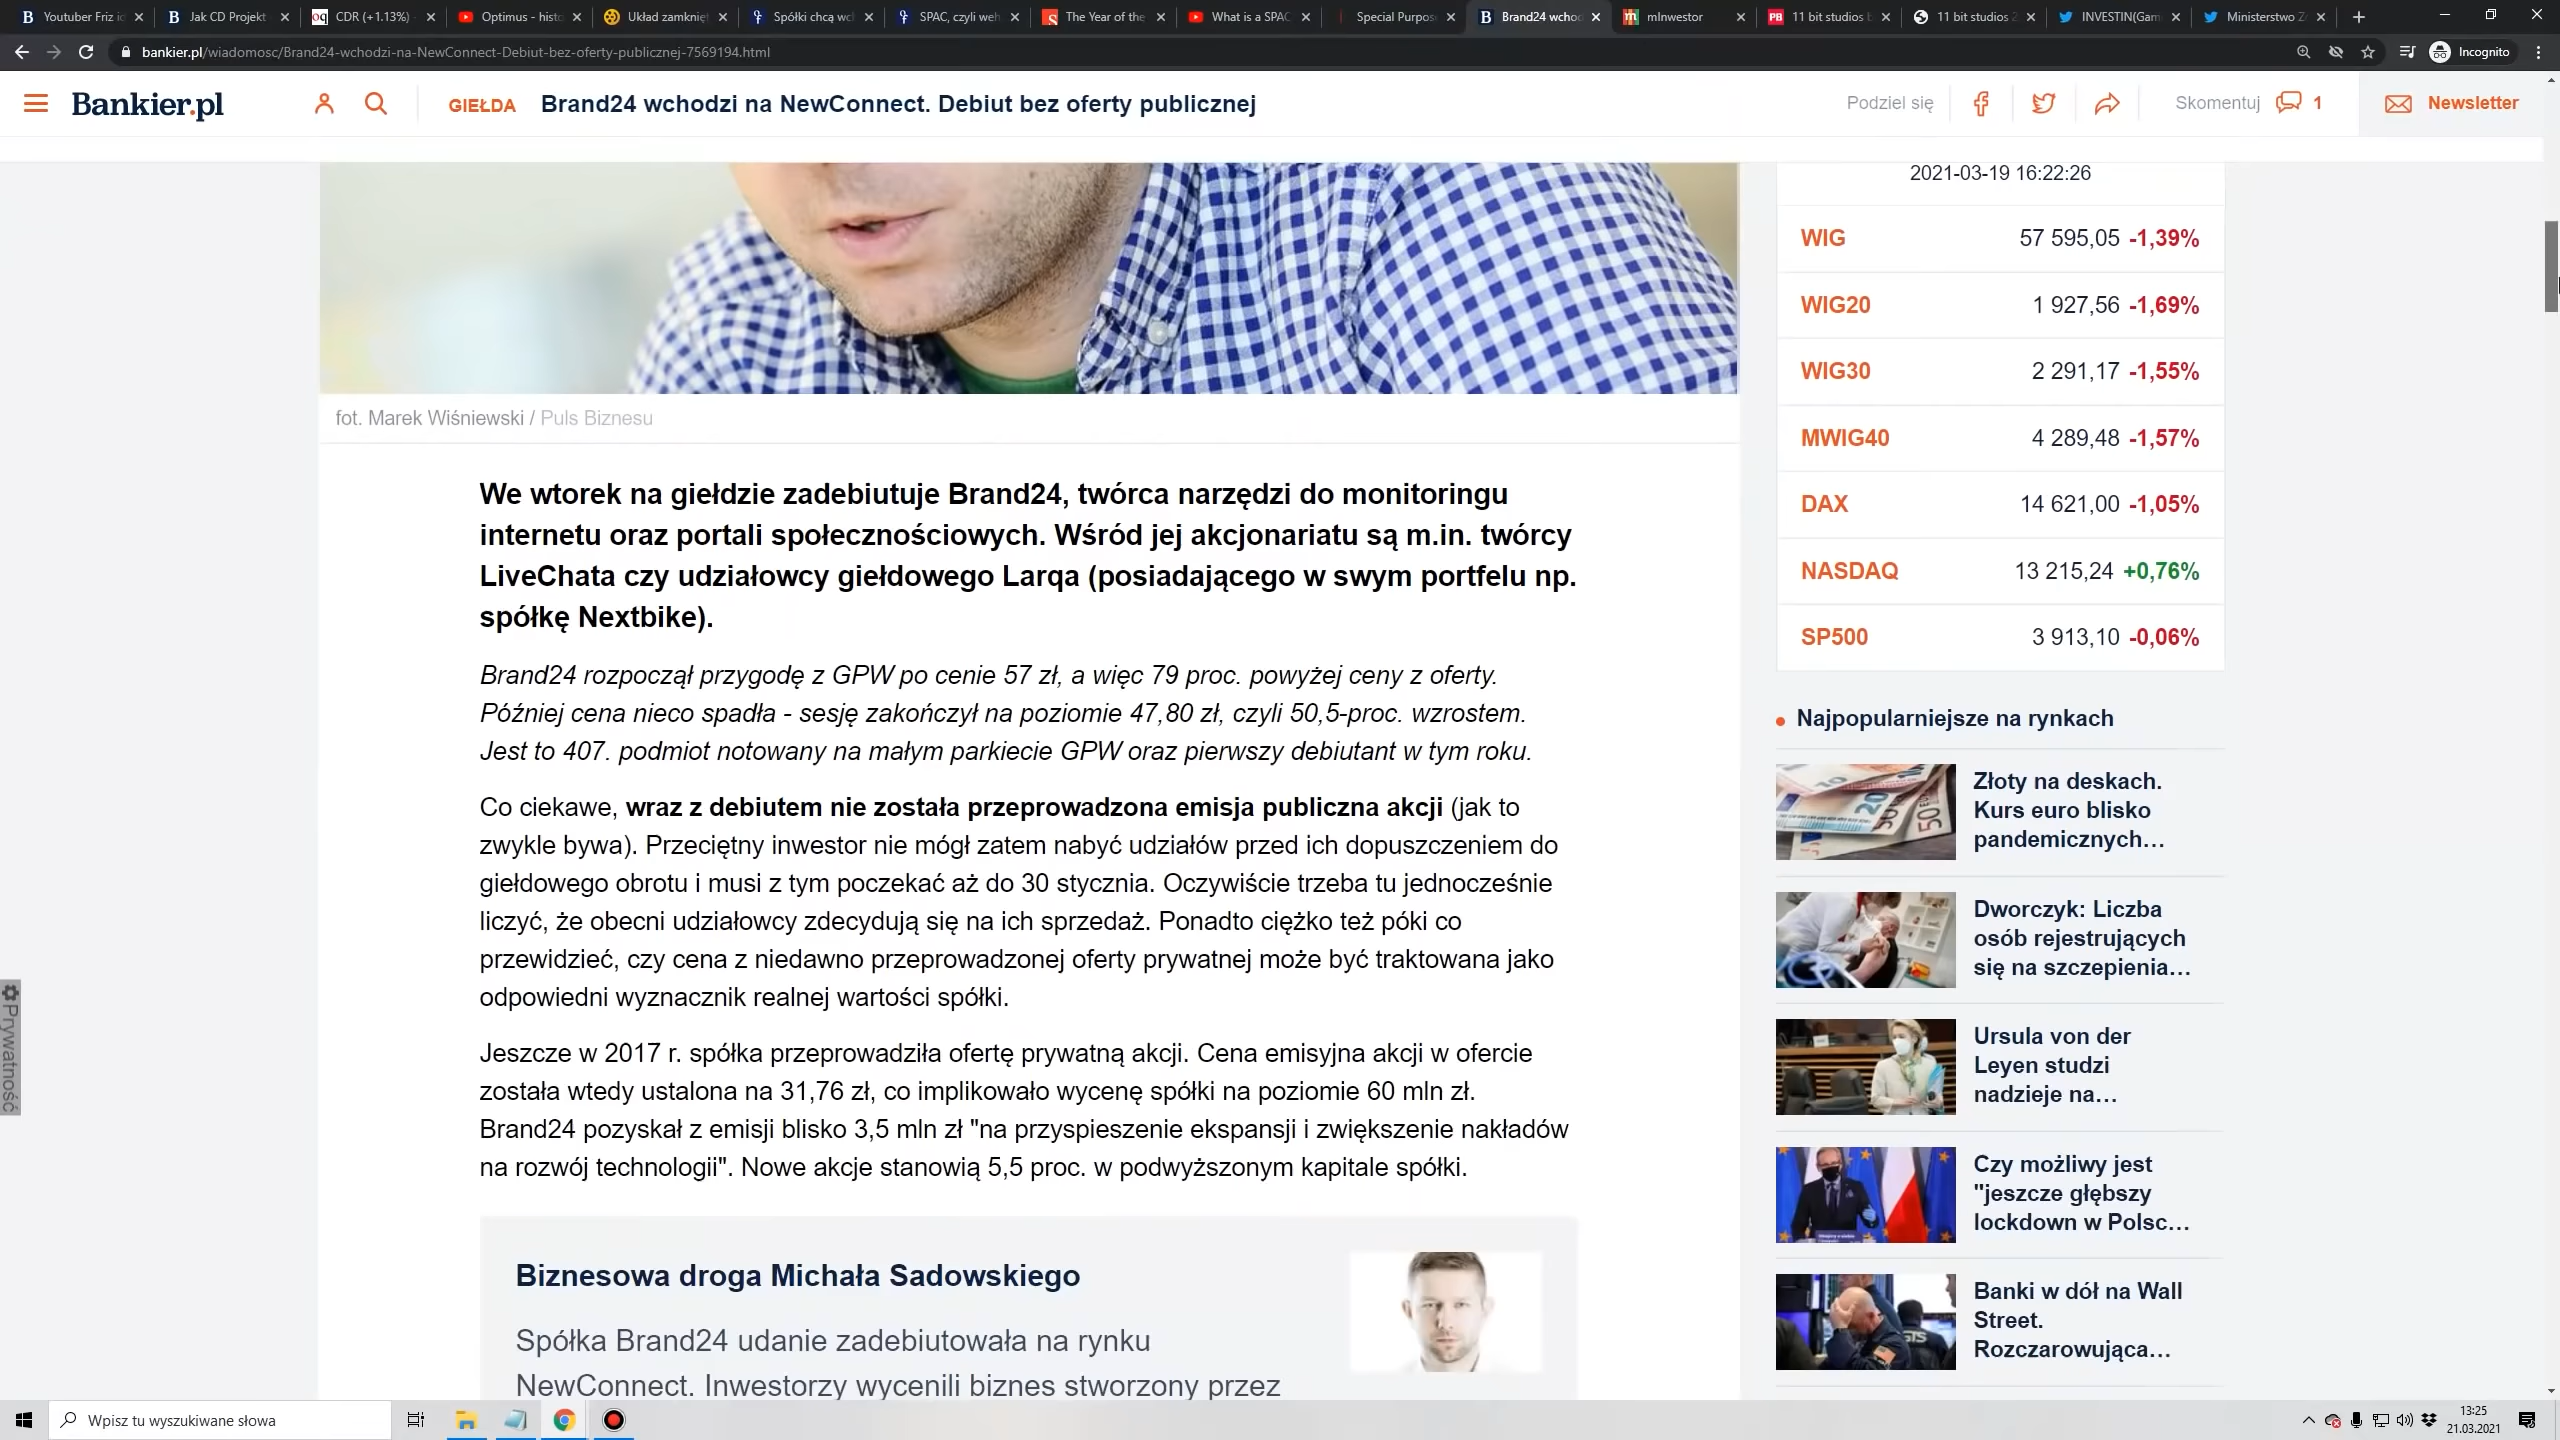 Youtuber Friz i
Jak CD Projekt
CDR (+1.13%)
Optimus - hist
Układ zamknię
Spółki chcą wc
SPAC, czyli we
The Year of the
What is a SPAC
Special Purpos
Brand24 wcho
mInwestor
11 bit studios
11 bit studios
INVESTIN(Gam
Ministerstwo
bankier.pl/wiadomosc/Brand24-wchodzi-na-NewConnect-Debiut-bez-oferty-publicznej-7569194.html
Incognito
Bankier.pl
GIEŁDA
Brand24 wchodzi na NewConnect. Debiut bez oferty publicznej
Podziel się
Skomentuj
1
Newsletter
fot. Marek Wiśniewski / Puls Biznesu
We wtorek na giełdzie zadebiutuje Brand24, twórca narzędzi do monitoringu
internetu oraz portali społecznościowych. Wśród jej akcjonariatu są m.in. twórcy
LiveChata czy udziałowcy giełdowego Larqa (posiadającego w swym portfelu np.
spółkę Nextbike).
Brand24 rozpoczął przygodę z GPW po cenie 57 zł, a więc 79 proc. powyżej ceny z oferty.
Później cena nieco spadła - sesję zakończył na poziomie 47,80 zł, czyli 50,5-proc. wzrostem.
Jest to 407. podmiot notowany na małym parkiecie GPW oraz pierwszy debiutant w tym roku.
Co ciekawe, wraz z debiutem nie została przeprowadzona emisja publiczna akcji (jak to
zwykle bywa). Przeciętny inwestor nie mógł zatem nabyć udziałów przed ich dopuszczeniem do
giełdowego obrotu i musi z tym poczekać aż do 30 stycznia. Oczywiście trzeba tu jednocześnie
liczyć, że obecni udziałowcy zdecydują się na ich sprzedaż. Ponadto ciężko też póki co
przewidzieć, czy cena z niedawno przeprowadzonej oferty prywatnej może być traktowana jako
odpowiedni wyznacznik realnej wartości spółki.
Jeszcze w 2017 r. spółka przeprowadziła ofertę prywatną akcji. Cena emisyjna akcji w ofercie
została wtedy ustalona na 31,76 zł, co implikowało wycenę spółki na poziomie 60 mln zł.
Brand24 pozyskał z emisji blisko 3,5 mln zł "na przyspieszenie ekspansji i zwiększenie nakładów
na rozwój technologii". Nowe akcje stanowią 5,5 proc. w podwyższonym kapitale spółki.
Biznesowa droga Michała Sadowskiego
Spółka Brand24 udanie zadebiutowała na rynku
NewConnect. Inwestorzy wycenili biznes stworzony przez
2021-03-19 16:22:26
WIG 57 595,05 -1,39%
WIG20 1 927,56 -1,69%
WIG30 2 291,17 -1,55%
MWIG40 4 289,48 -1,57%
DAX 14 621,00 -1,05%
NASDAQ 13 215,24 +0,76%
SP500 3 913,10 -0,06%
Najpopularniejsze na rynkach
Złoty na deskach.
Kurs euro blisko
pandemicznych…
Dworczyk: Liczba
osób rejestrujących
się na szczepienia…
Ursula von der
Leyen studzi
nadzieje na…
Czy możliwy jest
"jeszcze głębszy
lockdown w Polsc…
Banki w dół na Wall
Street.
Rozczarowująca…
Prywatność
Wpisz tu wyszukiwane słowa
13:25
21.03.2021